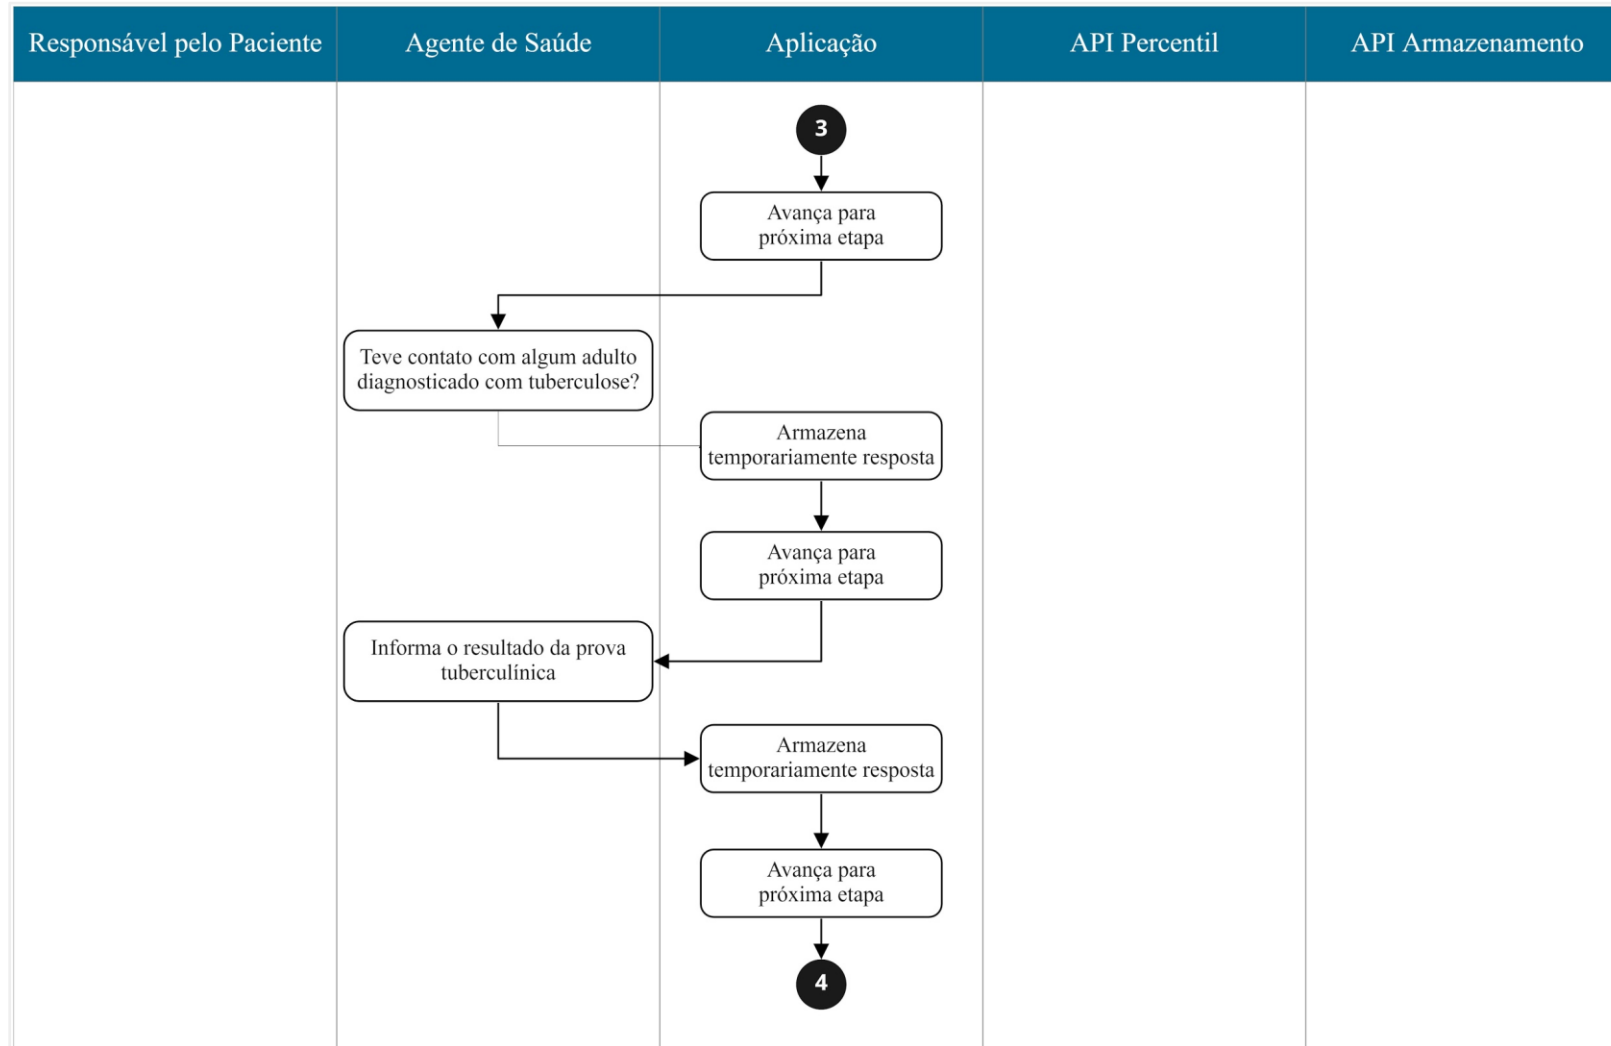 Responsável pelo Paciente
Agente de Saúde
Aplicação
API Percentil
API Armazenamento
3
Avança para
próxima etapa
Teve contato com algum adulto
diagnosticado com tuberculose?
Armazena
temporariamente resposta
Avança para
próxima etapa
Informa o resultado da prova
tuberculínica
Armazena
temporariamente resposta
Avança para
próxima etapa
4